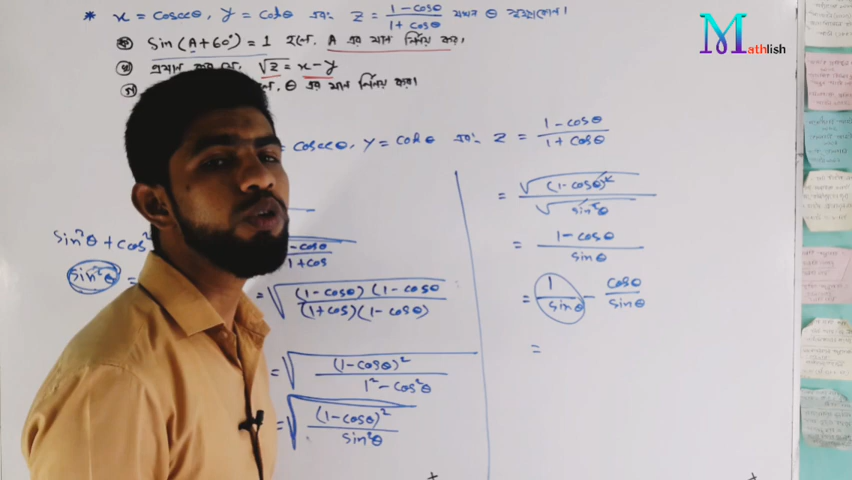 * x = cosecθ, y = cotθ এবং z = 1-cosθ / 1+cosθ যখন θ সূক্ষ্মকোণ।
ক Sin(A+60°) = 1 হলে, A এর মান নির্ণয় কর।
খ প্রমাণ কর যে, √z = x-y
গ θ এর মান নির্ণয় কর।
Mathlish
= cosecθ, y = cotθ এবং z = 1-cosθ / 1+cosθ
sin²θ + cos²
sin²θ =
-cosθ / 1+cos
= √((1-cosθ)(1-cosθ / (1+cos)(1-cosθ))
= √((1-cosθ)² / 1²-cos²θ)
= √((1-cosθ)² / sin²θ)
= √(1-cosθ)² / √sin²θ
= 1-cosθ / sinθ
= 1/sinθ - cosθ/sinθ
=